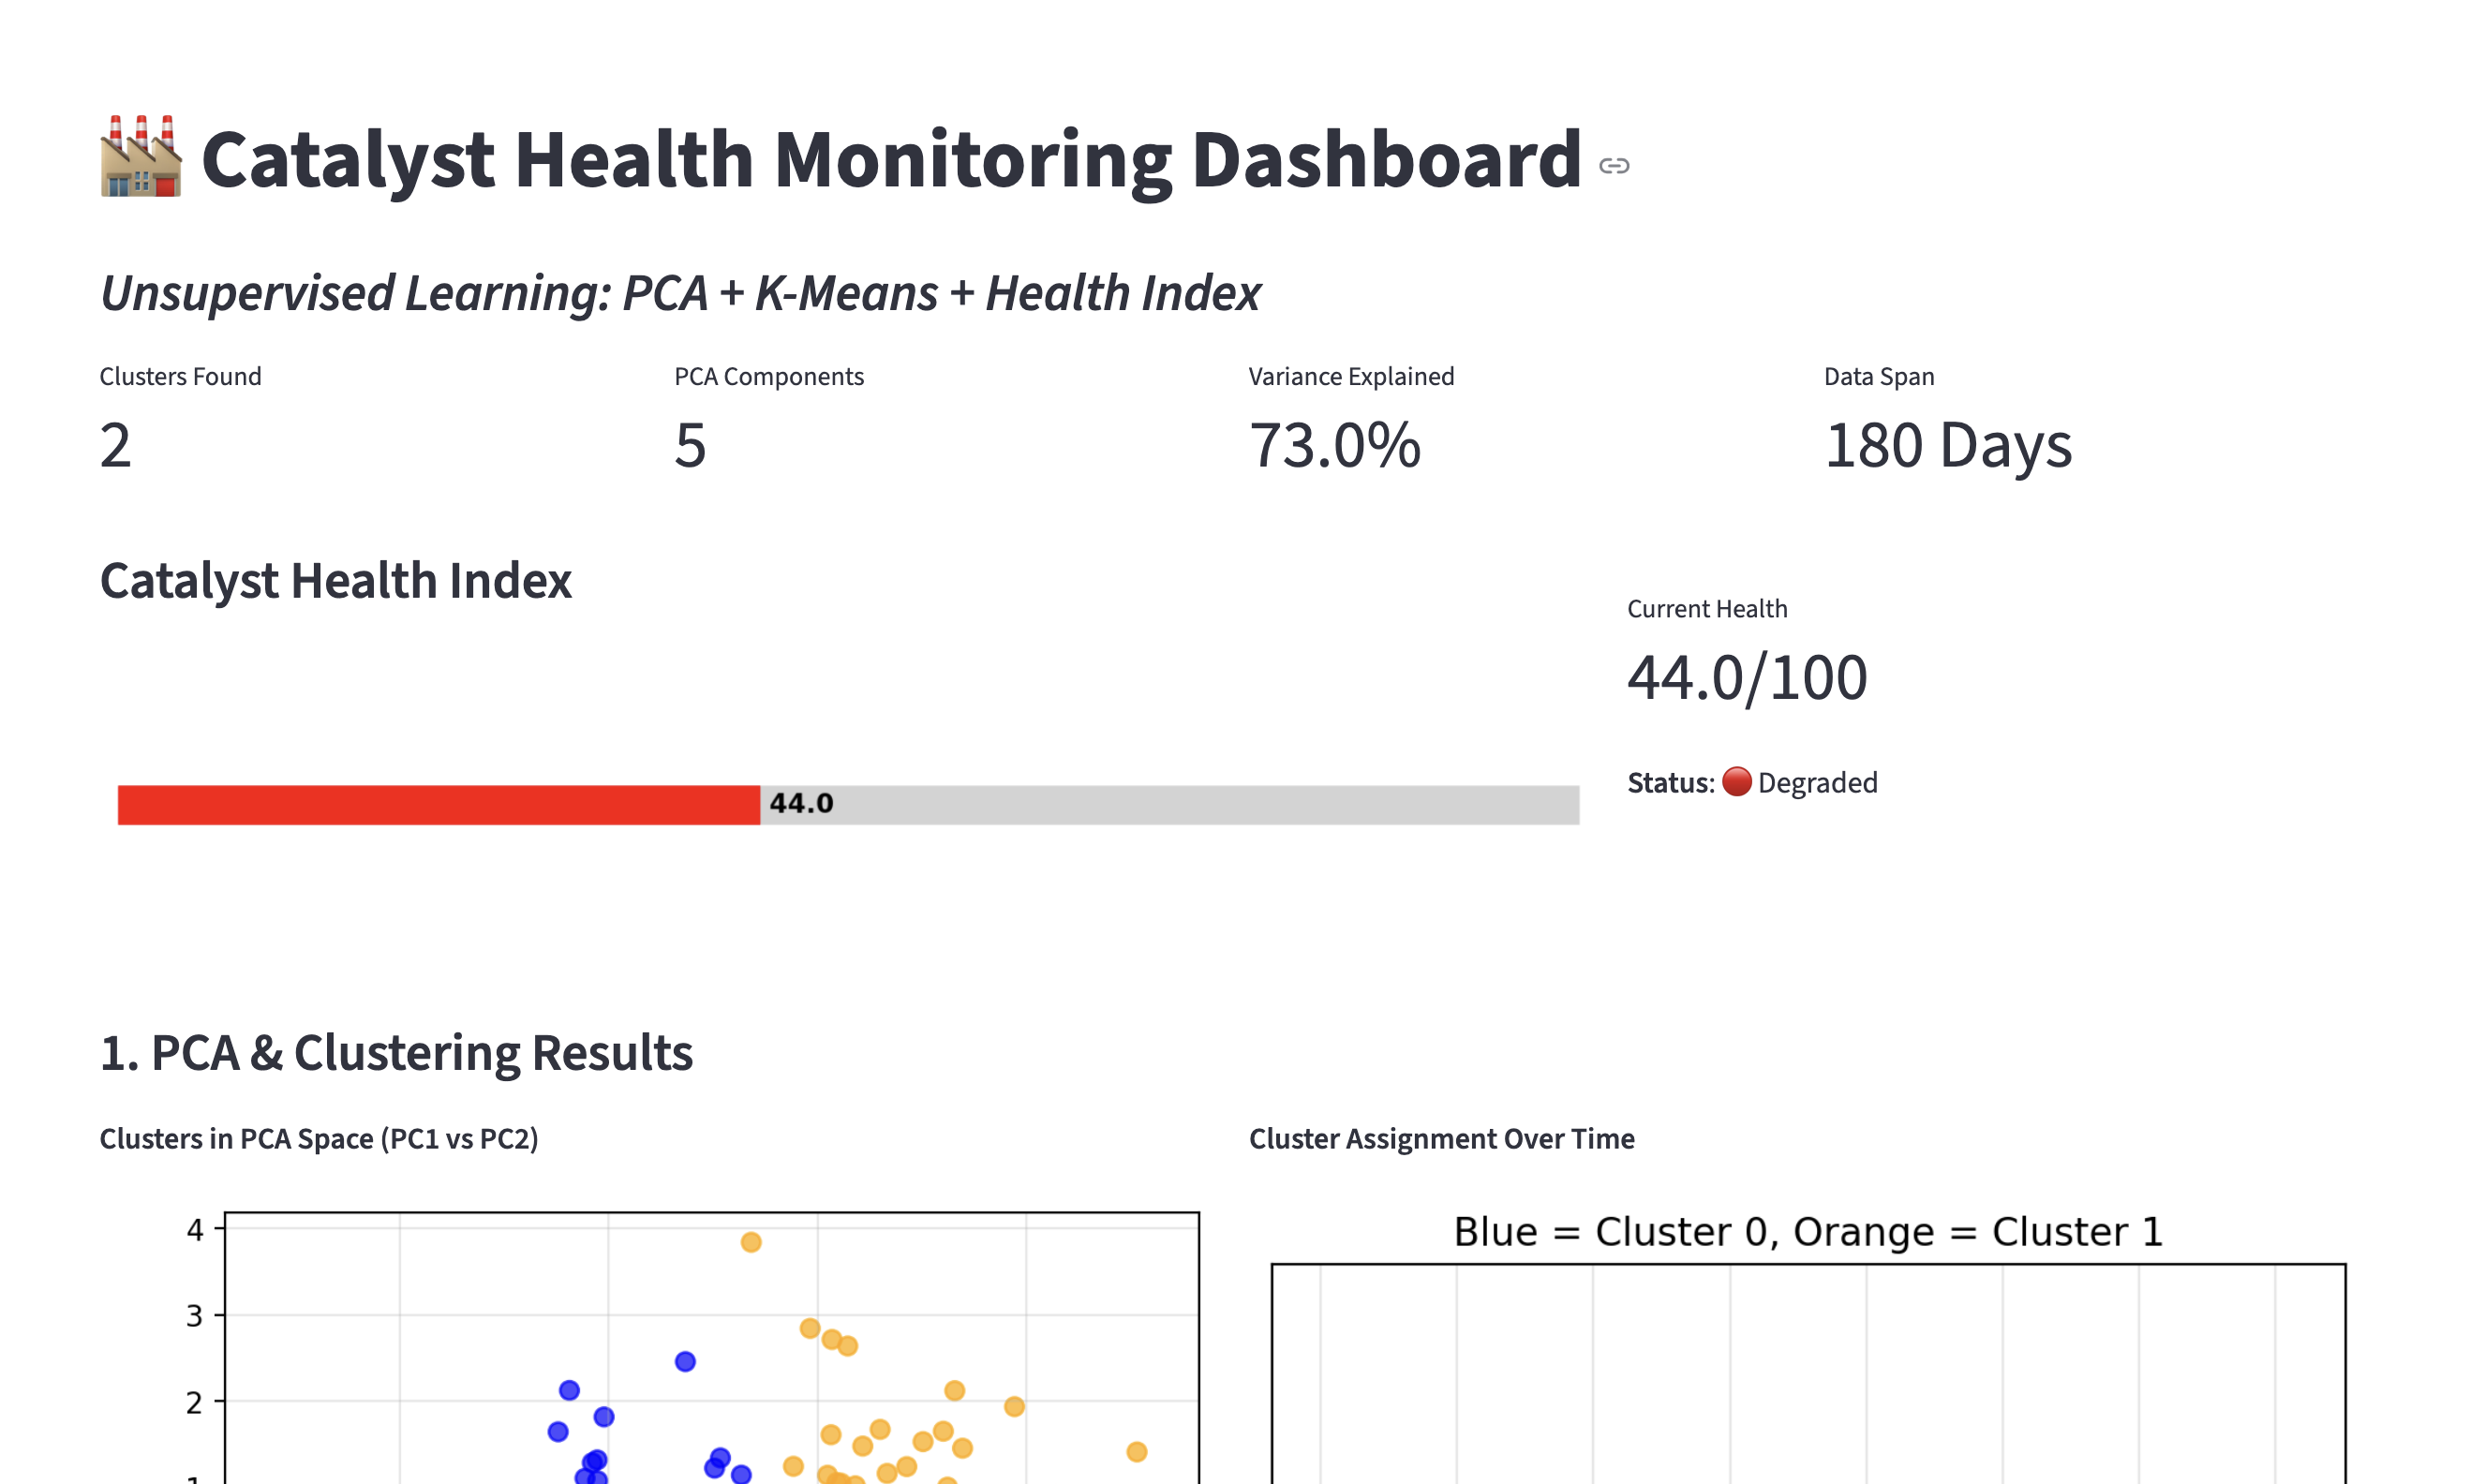 Catalyst Health Monitoring Dashboard
Unsupervised Learning: PCA + K-Means + Health Index
Clusters Found
2
PCA Components
5
Variance Explained
73.0%
Data Span
180 Days
Catalyst Health Index
44.0
Current Health
44.0/100
Status: Degraded
1. PCA & Clustering Results
Clusters in PCA Space (PC1 vs PC2)
4
3
2
1
Cluster Assignment Over Time
Blue = Cluster 0, Orange = Cluster 1